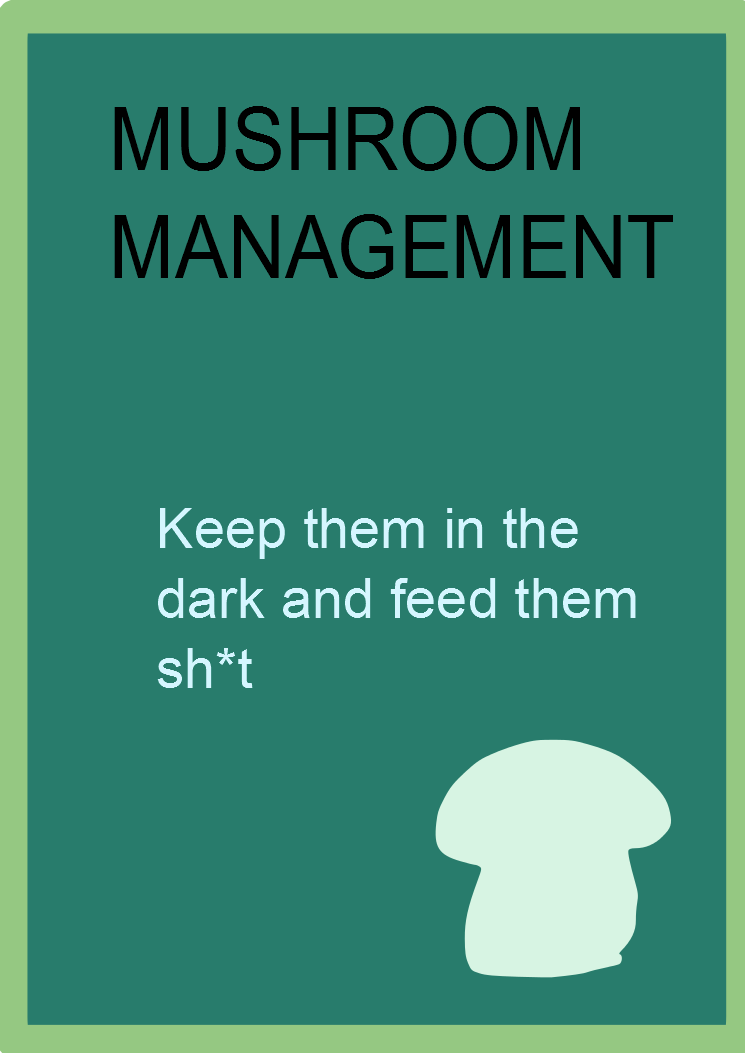 MUSHROOM
MANAGEMENT
Keep them in the
dark and feed them
sh*t